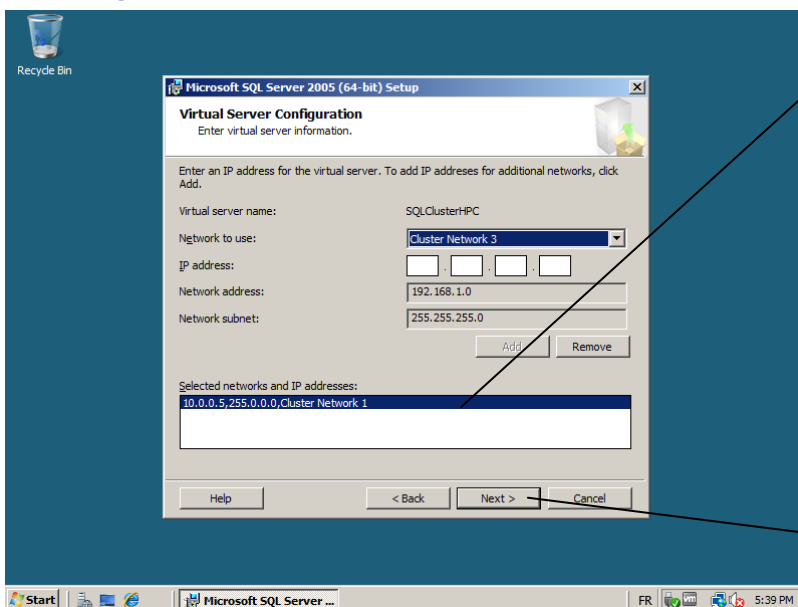 Recycle Bin
Microsoft SQL Server 2005 (64-bit) Setup
Virtual Server Configuration
Enter virtual server information.
Enter an IP address for the virtual server. To add IP addreses for additional networks, click
Add.
Virtual server name: SQLClusterHPC
Network to use: Cluster Network 3
IP address: . . .
Network address: 192.168.1.0
Network subnet: 255.255.255.0
Add Remove
Selected networks and IP addresses:
10.0.0.5,255.0.0.0,Cluster Network 1
Help < Back Next > Cancel
Start Microsoft SQL Server ... FR vm 5:39 PM